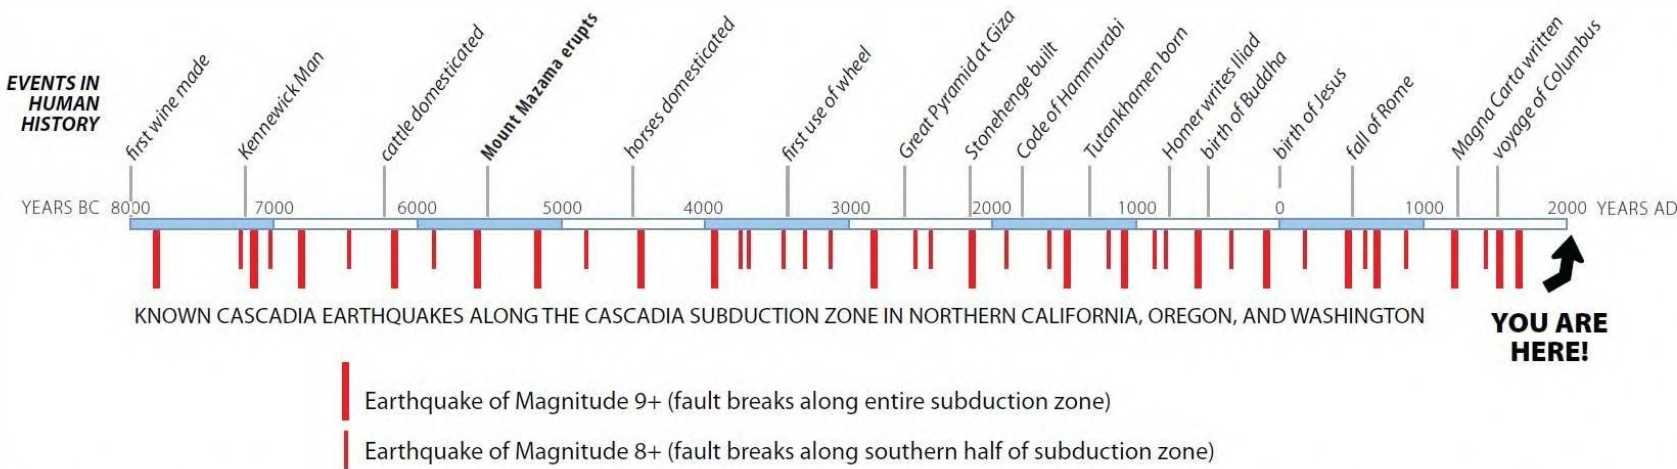 EVENTS IN
HUMAN
HISTORY
first wine made
Kennewick Man
cattle domesticated
Mount Mazama erupts
horses domesticated
first use of wheel
Great Pyramid at Giza
Stonehenge built
Code of Hammurabi
Tutankhamen born
Homer writes Iliad
birth of Buddha
birth of Jesus
fall of Rome
Magna Carta written
voyage of Columbus
YEARS BC 8000 7000 6000 5000 4000 3000 2000 1000 0 1000 2000 YEARS AD
KNOWN CASCADIA EARTHQUAKES ALONG THE CASCADIA SUBDUCTION ZONE IN NORTHERN CALIFORNIA, OREGON, AND WASHINGTON
YOU ARE
HERE!
Earthquake of Magnitude 9+ (fault breaks along entire subduction zone)
Earthquake of Magnitude 8+ (fault breaks along southern half of subduction zone)